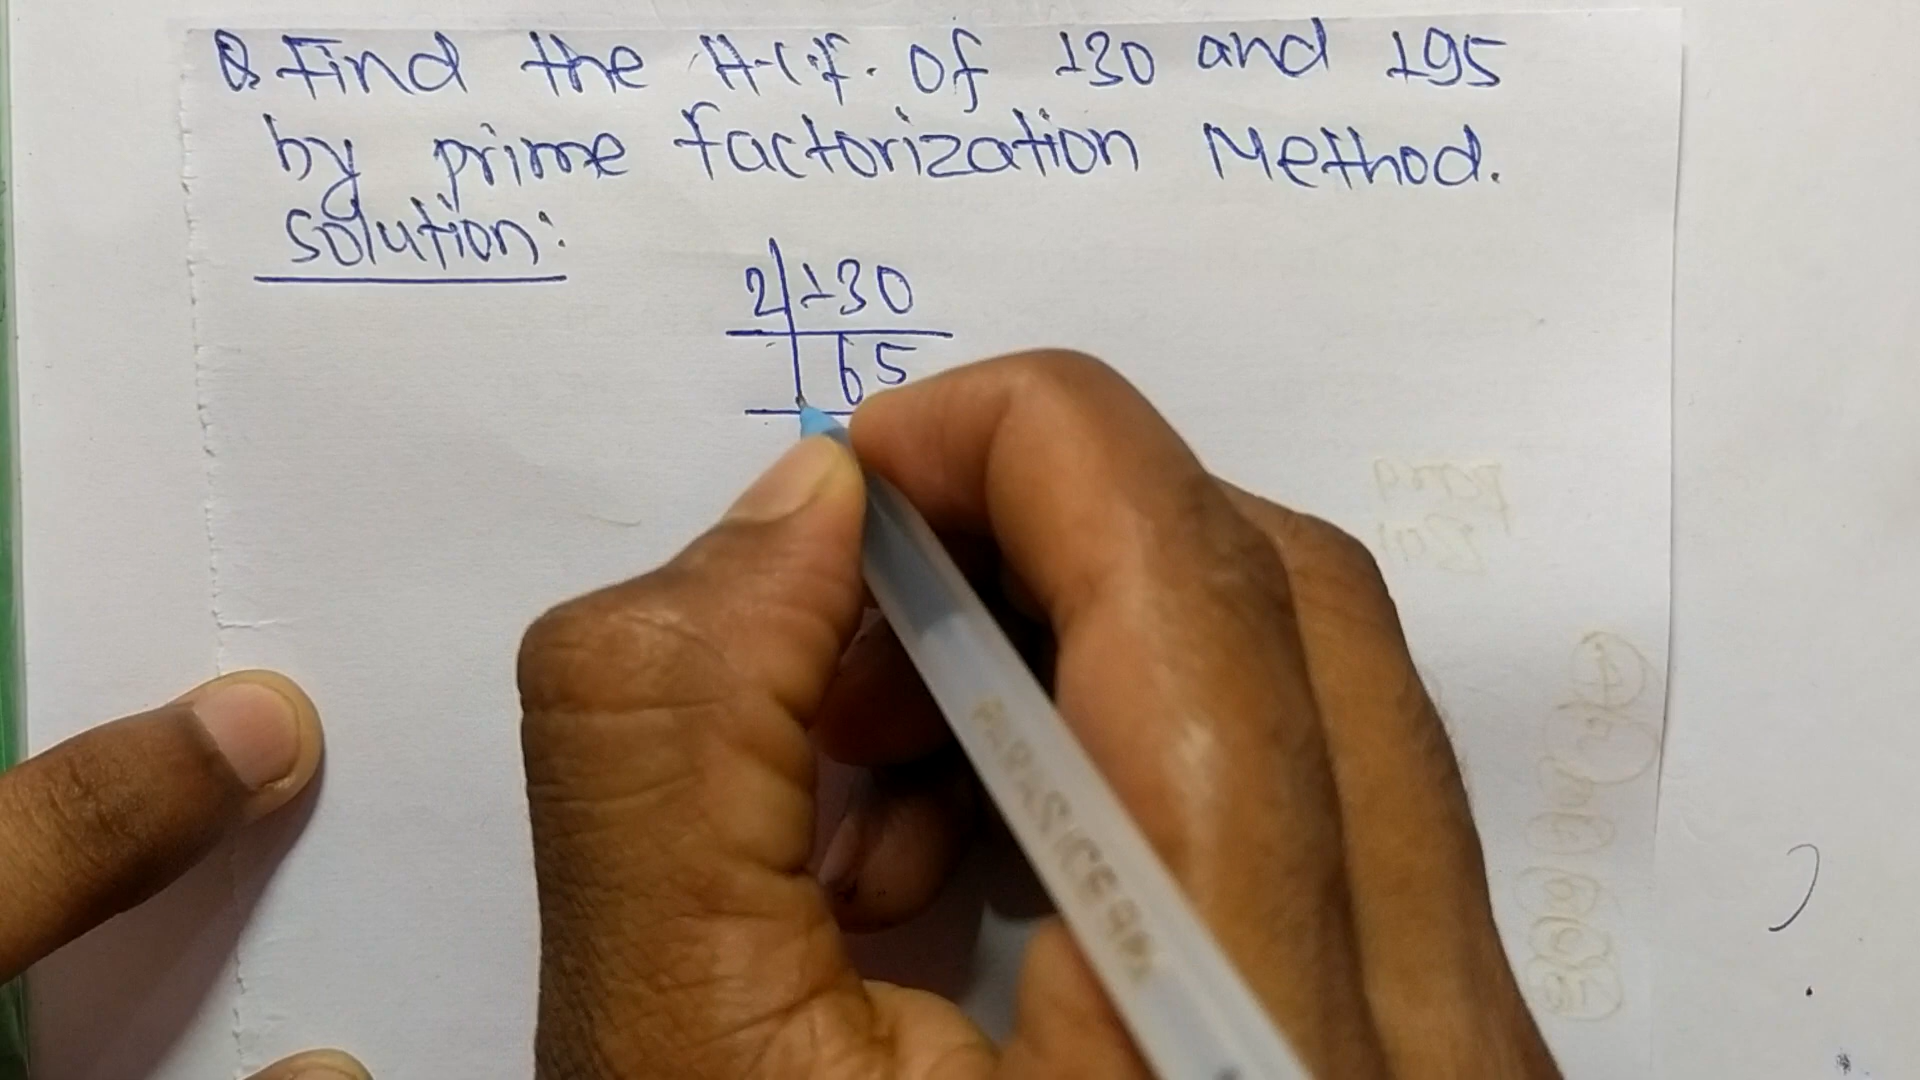 Q Find the H.C.F. of 130 and 195
by prime factorization Method.
Solution:
2 130
65